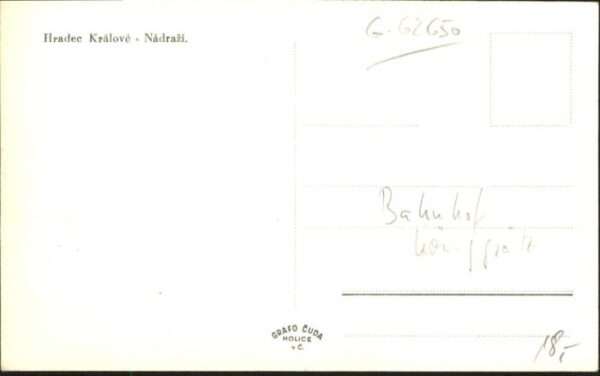 Hradec Králové - Nádraží.
G-62650
Bahnhof
Königgrätz
GRAFO ČUDA
HOLICE
v Č.
18,-